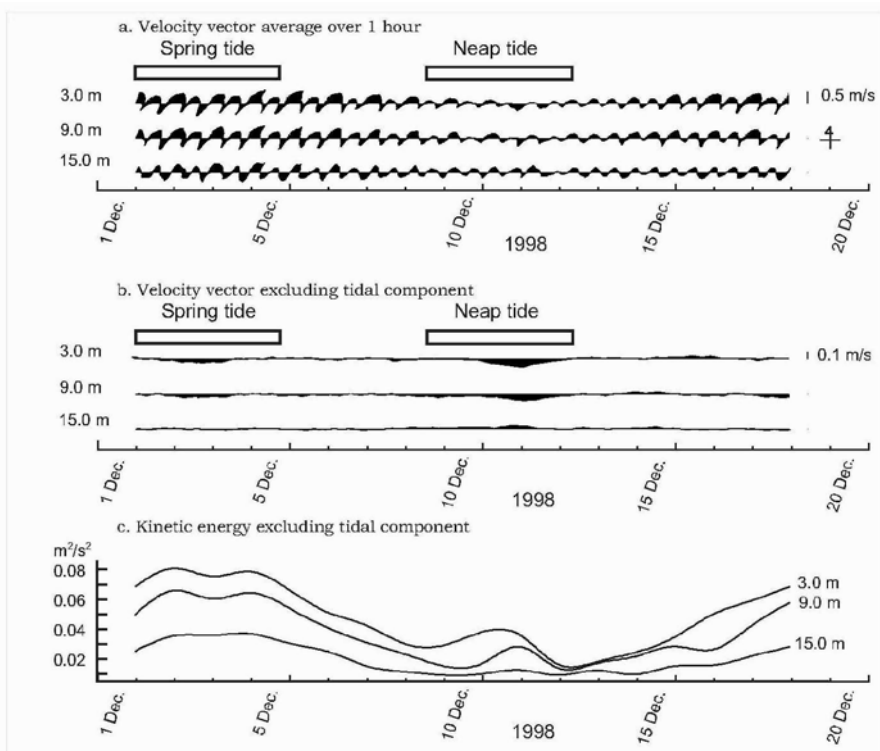 a. Velocity vector average over 1 hour
Spring tide Neap tide
3.0 m 0.5 m/s
9.0 m
15.0 m
1 Dec. 5 Dec. 10 Dec. 15 Dec. 20 Dec.
1998
b. Velocity vector excluding tidal component
Spring tide Neap tide
3.0 m 0.1 m/s
9.0 m
15.0 m
1 Dec. 5 Dec. 10 Dec. 15 Dec. 20 Dec.
1998
c. Kinetic energy excluding tidal component
m²/s²
0.08
3.0 m
0.06
9.0 m
0.04
15.0 m
0.02
1 Dec. 5 Dec. 10 Dec. 15 Dec. 20 Dec.
1998